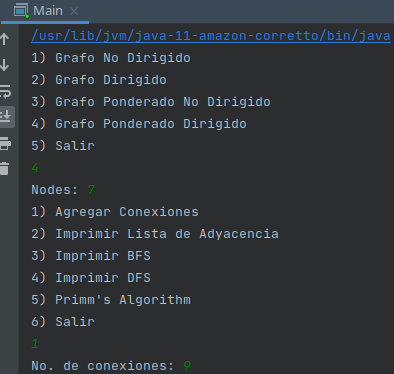 Main
/usr/lib/jvm/java-11-amazon-corretto/bin/java
1) Grafo No Dirigido
2) Grafo Dirigido
3) Grafo Ponderado No Dirigido
4) Grafo Ponderado Dirigido
5) Salir
4
Nodes: 7
1) Agregar Conexiones
2) Imprimir Lista de Adyacencia
3) Imprimir BFS
4) Imprimir DFS
5) Primm's Algorithm
6) Salir
1
No. de conexiones: 9